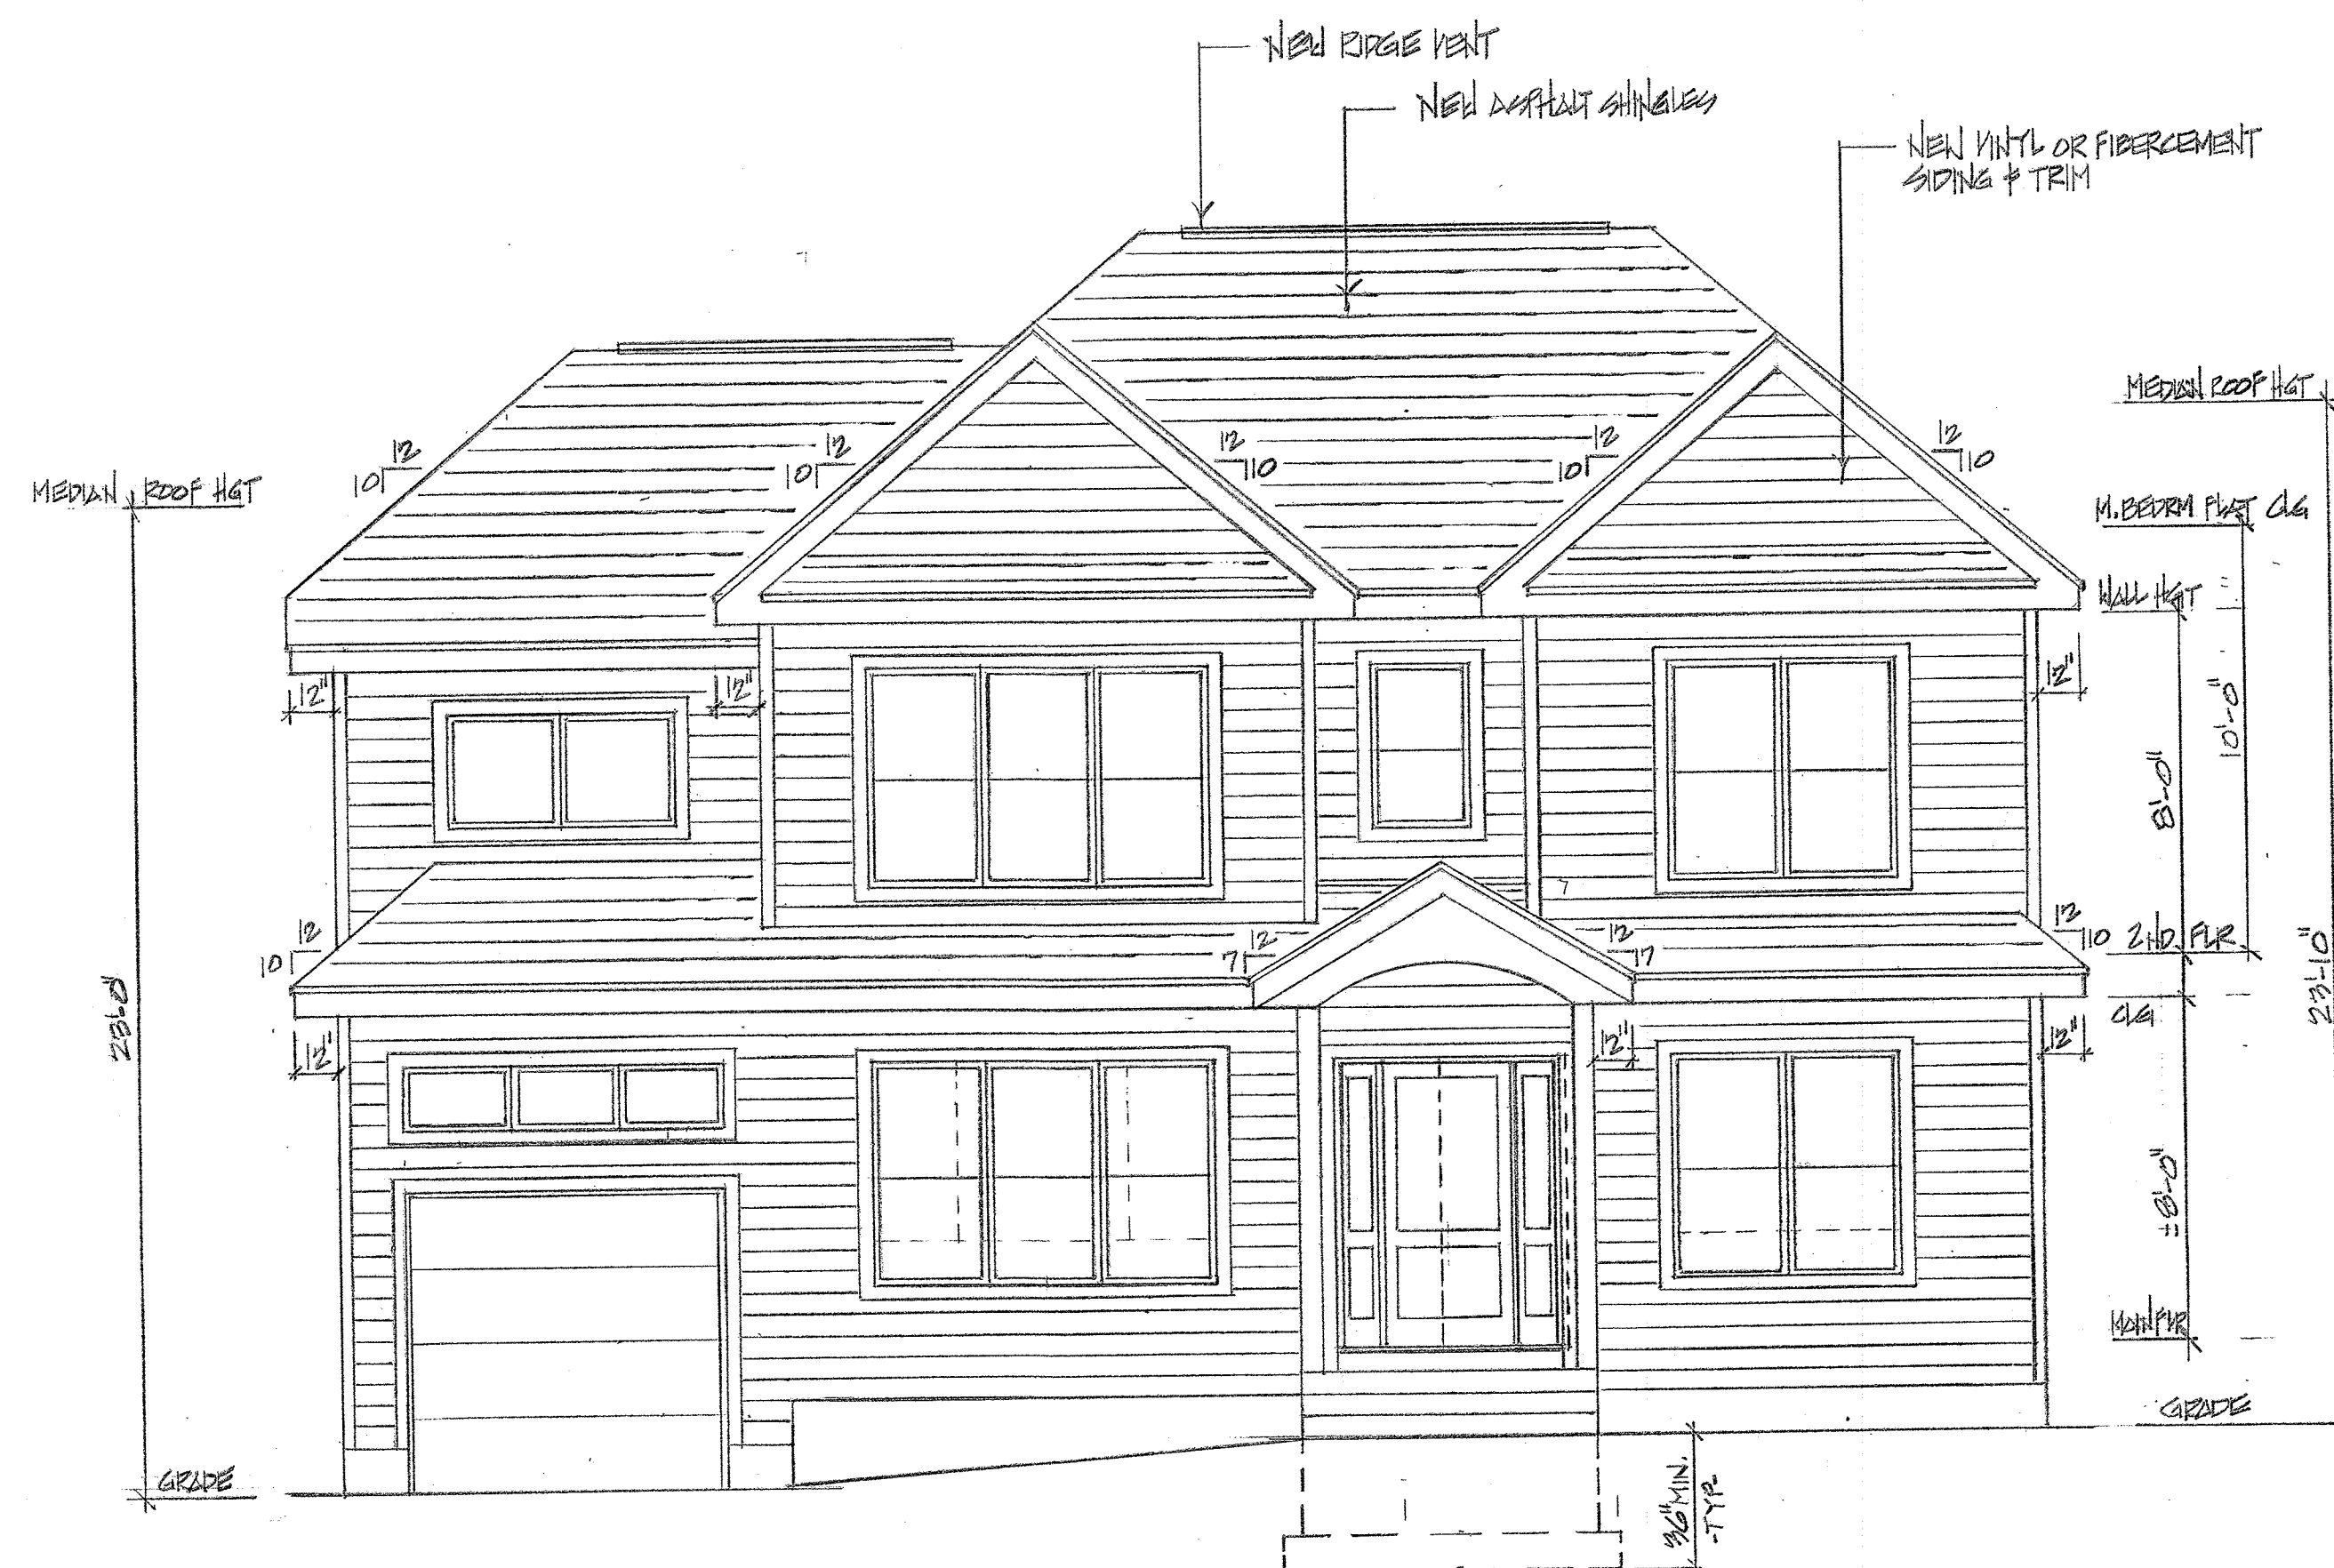 NEW RIDGE VENT
NEW ASPHALT SHINGLES
NEW VINYL OR FIBERCEMENT
SIDING & TRIM
MEDIAN ROOF HGT
12
10
12
10
12
10
12
10
12
10
MEDIAN ROOF HGT
M. BEDRM FLAT CLG
WALL HGT
12"
12"
12"
10'-0"
8'-0"
12
10
12
7
12
7
12
10
2ND FLR
23'-0"
23'-10"
CLG
12"
12"
12"
±8'-0"
MAIN FLR
GRADE
GRADE
36" MIN.
-TYP-